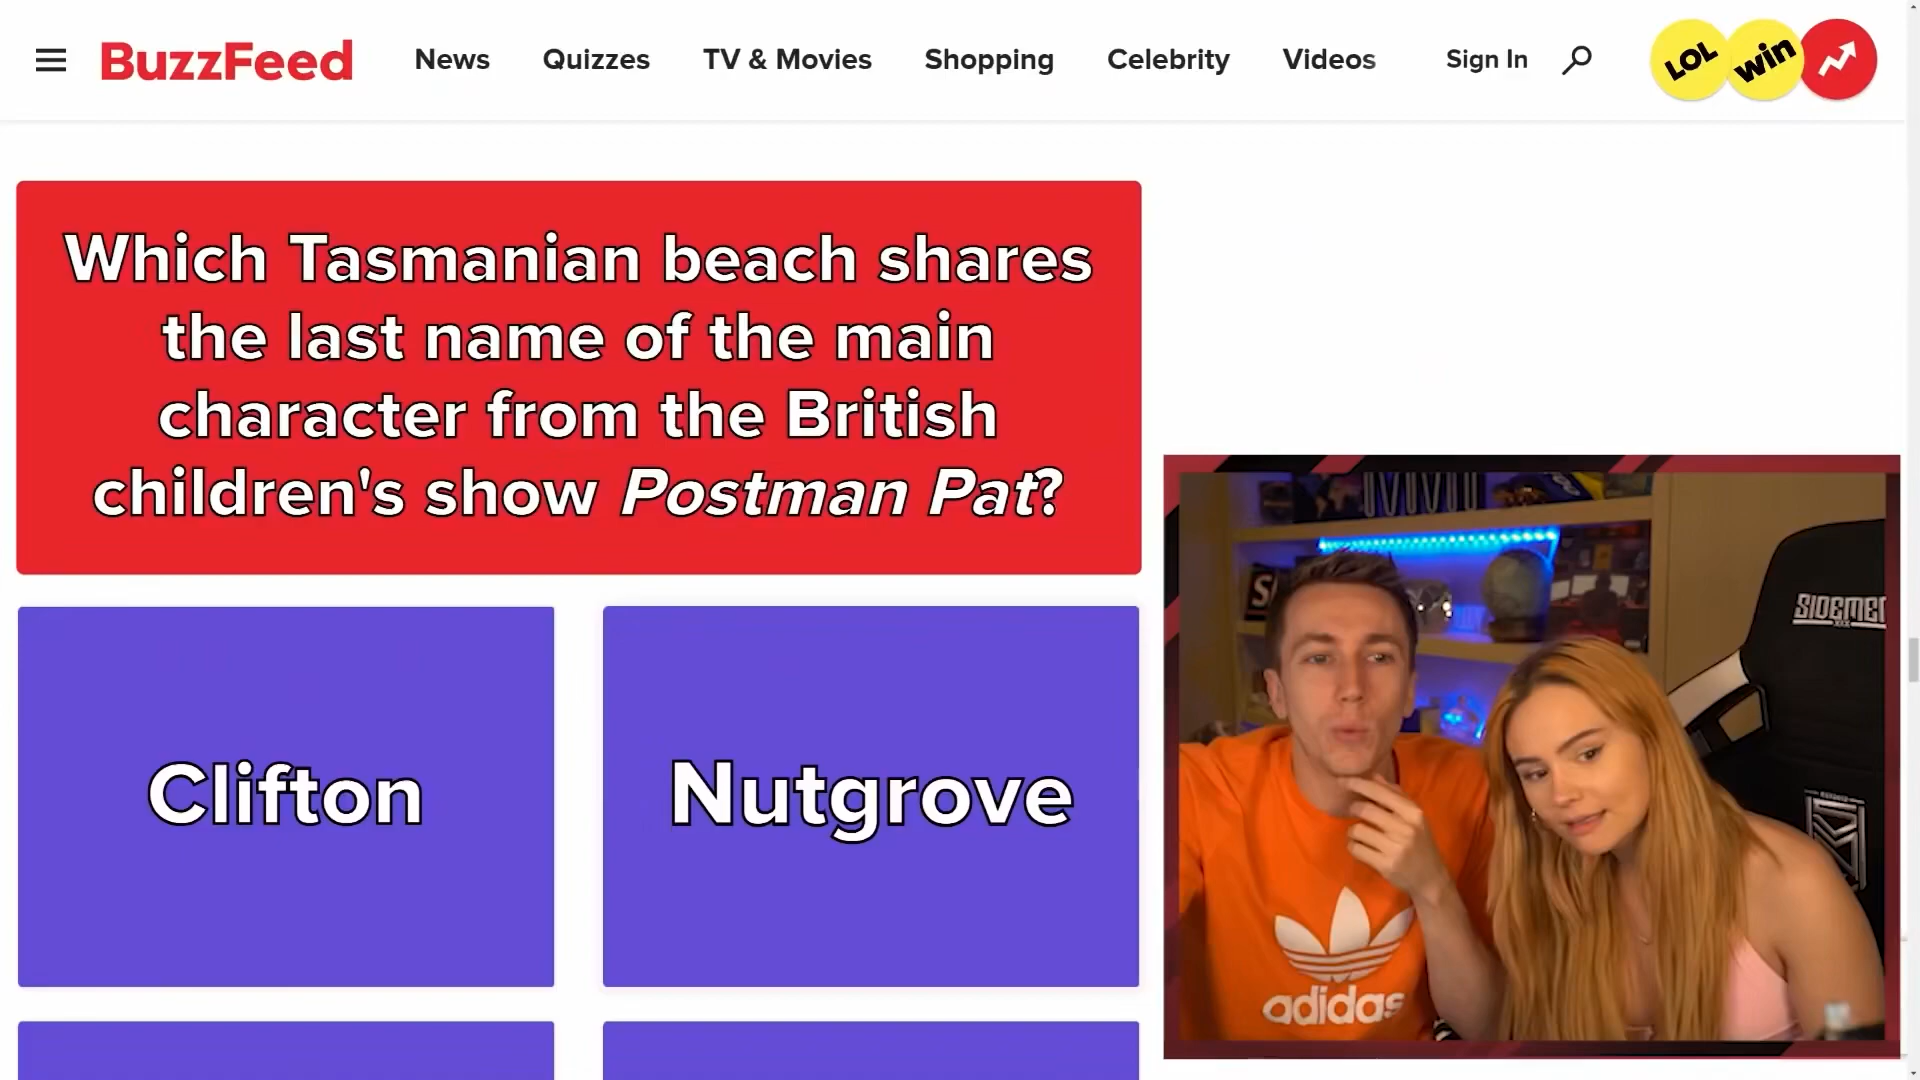 BuzzFeed
News
Quizzes
TV & Movies
Shopping
Celebrity
Videos
Sign In
LOL
win
Which Tasmanian beach shares
the last name of the main
character from the British
children's show Postman Pat?
Clifton
Nutgrove
SIDEMEN
XXX
adidas